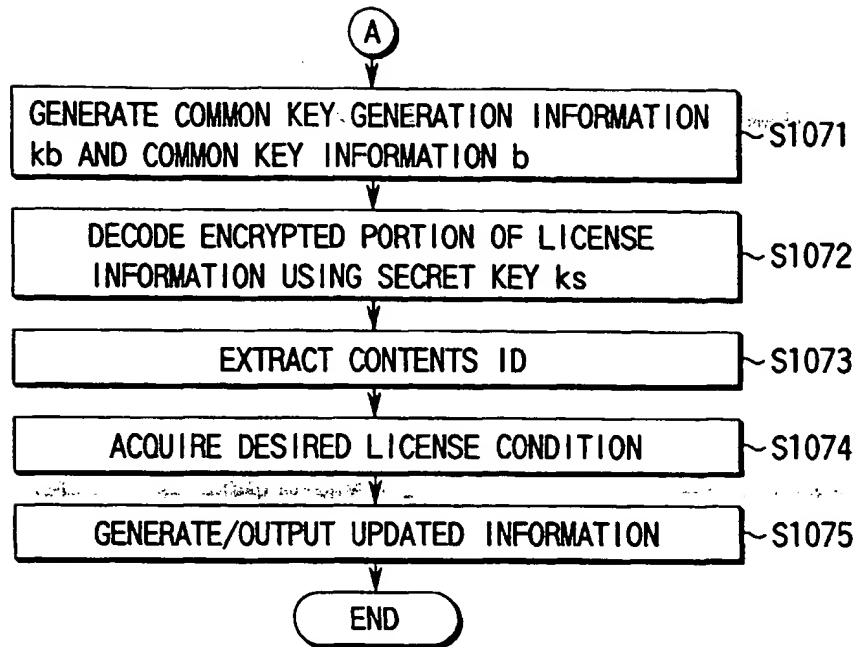 A
GENERATE COMMON KEY GENERATION INFORMATION
kb AND COMMON KEY INFORMATION b
S1071
DECODE ENCRYPTED PORTION OF LICENSE
INFORMATION USING SECRET KEY ks
S1072
EXTRACT CONTENTS ID
S1073
ACQUIRE DESIRED LICENSE CONDITION
S1074
GENERATE/OUTPUT UPDATED INFORMATION
S1075
END